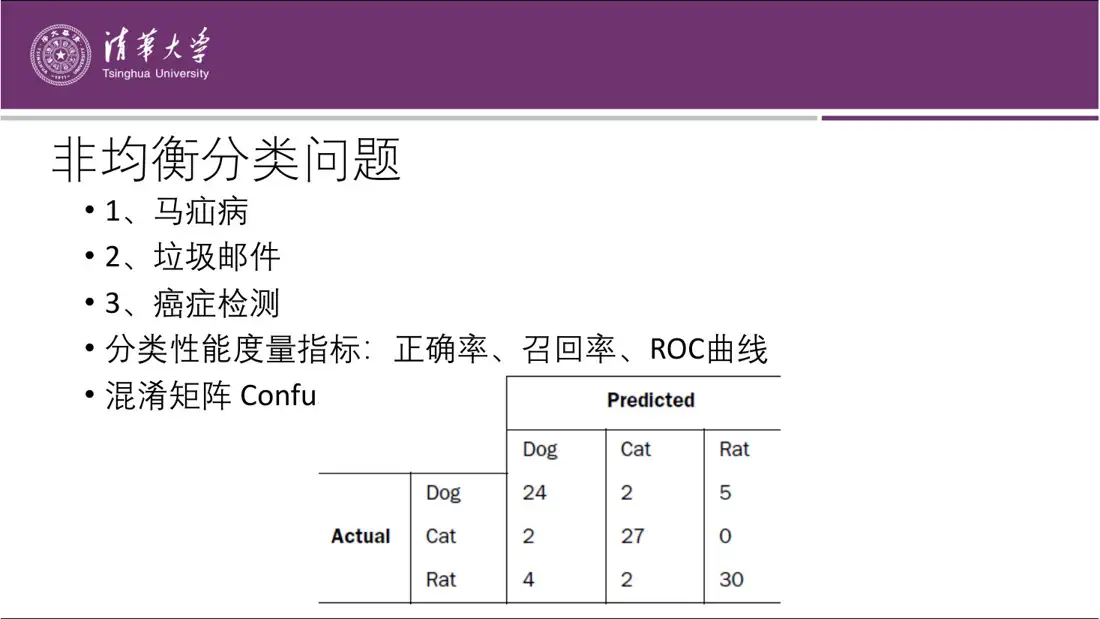 清华大学
Tsinghua University
非均衡分类问题
• 1、马疝病
• 2、垃圾邮件
• 3、癌症检测
• 分类性能度量指标：正确率、召回率、ROC曲线
• 混淆矩阵 Confu
Predicted
Dog Cat Rat
Dog 24 2 5
Actual Cat 2 27 0
Rat 4 2 30